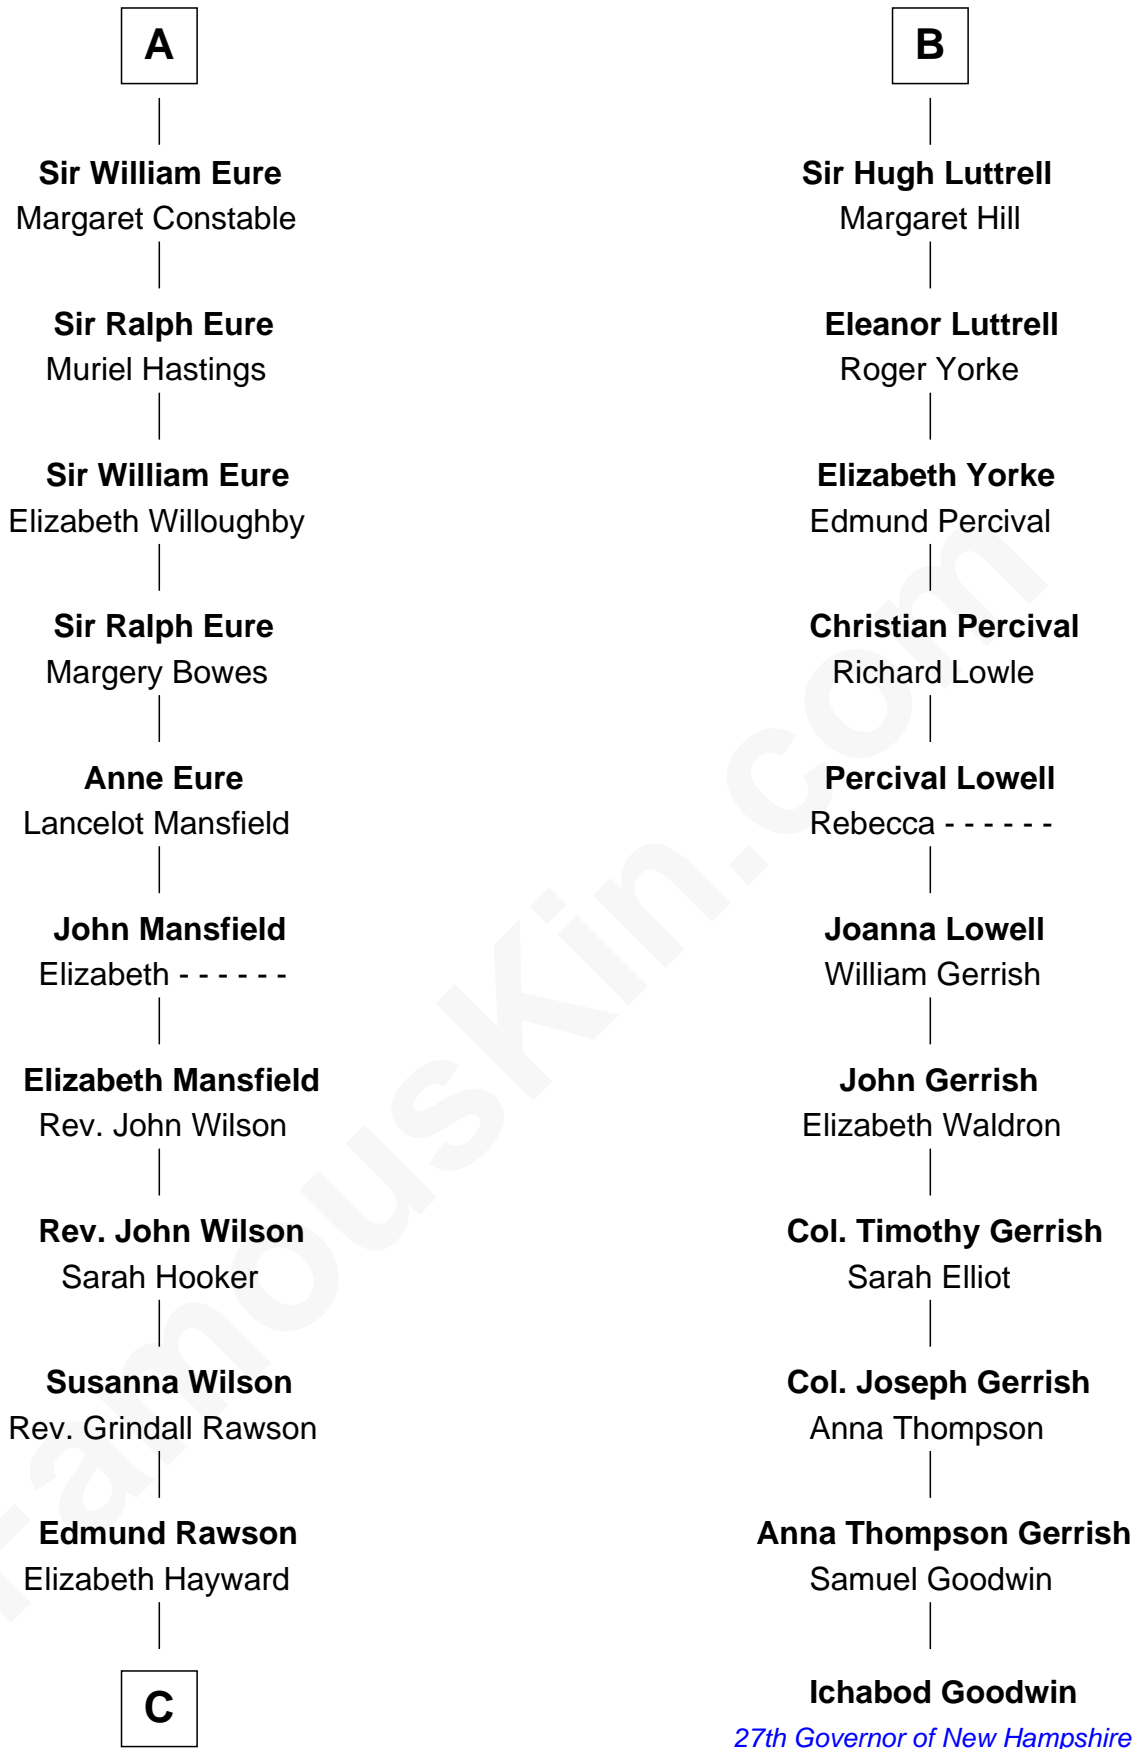 A
Sir William Eure
Margaret Constable
Sir Ralph Eure
Muriel Hastings
Sir William Eure
Elizabeth Willoughby
Sir Ralph Eure
Margery Bowes
Anne Eure
Lancelot Mansfield
John Mansfield
Elizabeth - - - - - -
Elizabeth Mansfield
Rev. John Wilson
Rev. John Wilson
Sarah Hooker
Susanna Wilson
Rev. Grindall Rawson
Edmund Rawson
Elizabeth Hayward
C
B
Sir Hugh Luttrell
Margaret Hill
Eleanor Luttrell
Roger Yorke
Elizabeth Yorke
Edmund Percival
Christian Percival
Richard Lowle
Percival Lowell
Rebecca - - - - - -
Joanna Lowell
William Gerrish
John Gerrish
Elizabeth Waldron
Col. Timothy Gerrish
Sarah Elliot
Col. Joseph Gerrish
Anna Thompson
Anna Thompson Gerrish
Samuel Goodwin
Ichabod Goodwin
27th Governor of New Hampshire
FamousKin.com